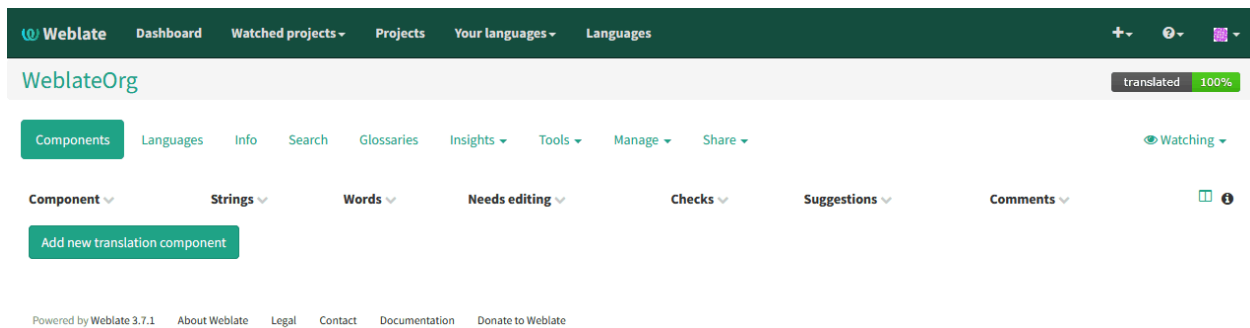 Weblate Dashboard Watched projects Projects Your languages Languages
WeblateOrg translated 100%
Components Languages Info Search Glossaries Insights Tools Manage Share Watching
Component Strings Words Needs editing Checks Suggestions Comments
Add new translation component
Powered by Weblate 3.7.1 About Weblate Legal Contact Documentation Donate to Weblate